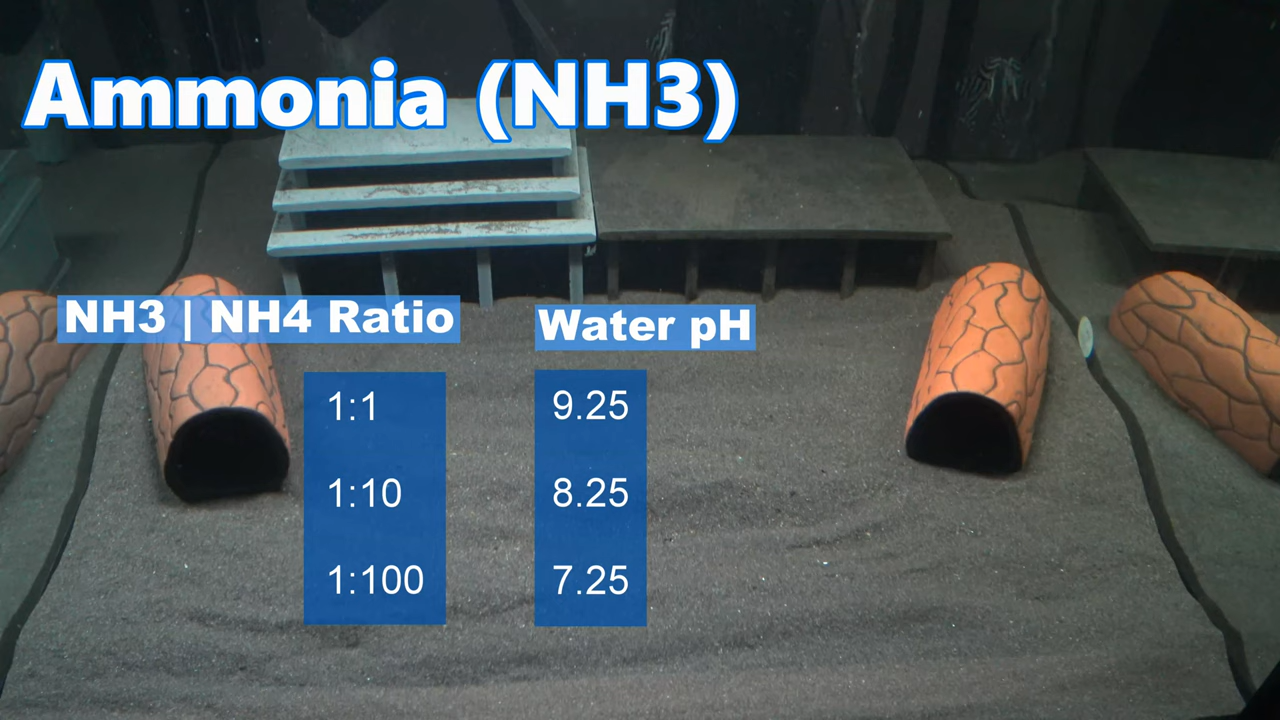 Ammonia (NH3)
NH3 | NH4 Ratio
Water pH
1:1
9.25
1:10
8.25
1:100
7.25